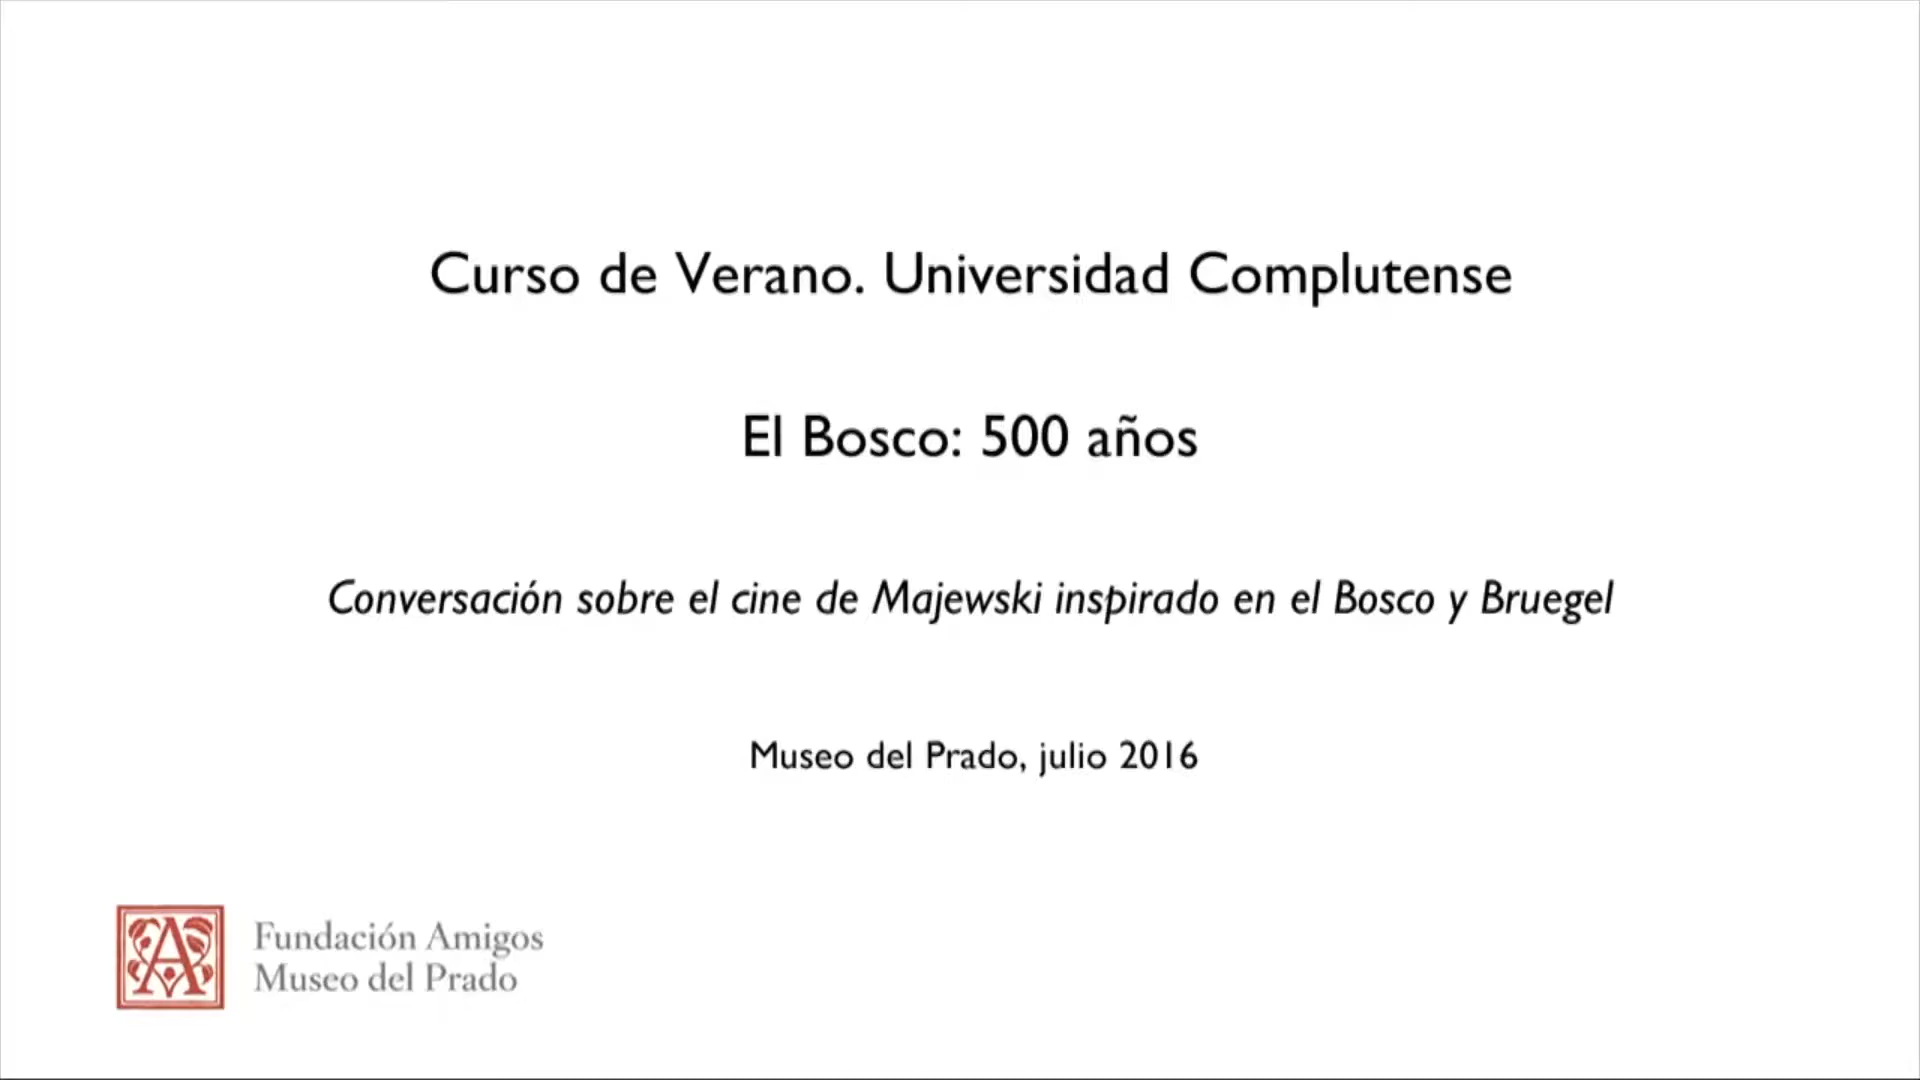 Curso de Verano. Universidad Complutense
El Bosco: 500 años
Conversación sobre el cine de Majewski inspirado en el Bosco y Bruegel
Museo del Prado, julio 2016
A
Fundación Amigos
Museo del Prado